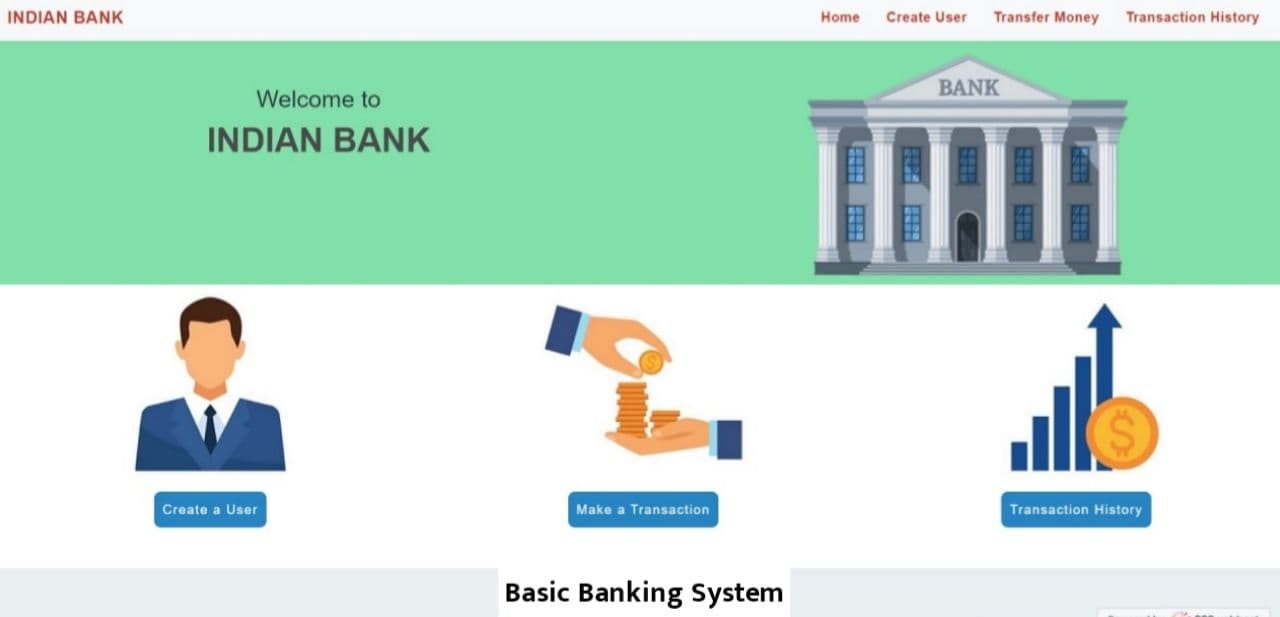 INDIAN BANK
Home Create User Transfer Money Transaction History
BANK
Welcome to
INDIAN BANK
Create a User
Make a Transaction
Transaction History
Basic Banking System